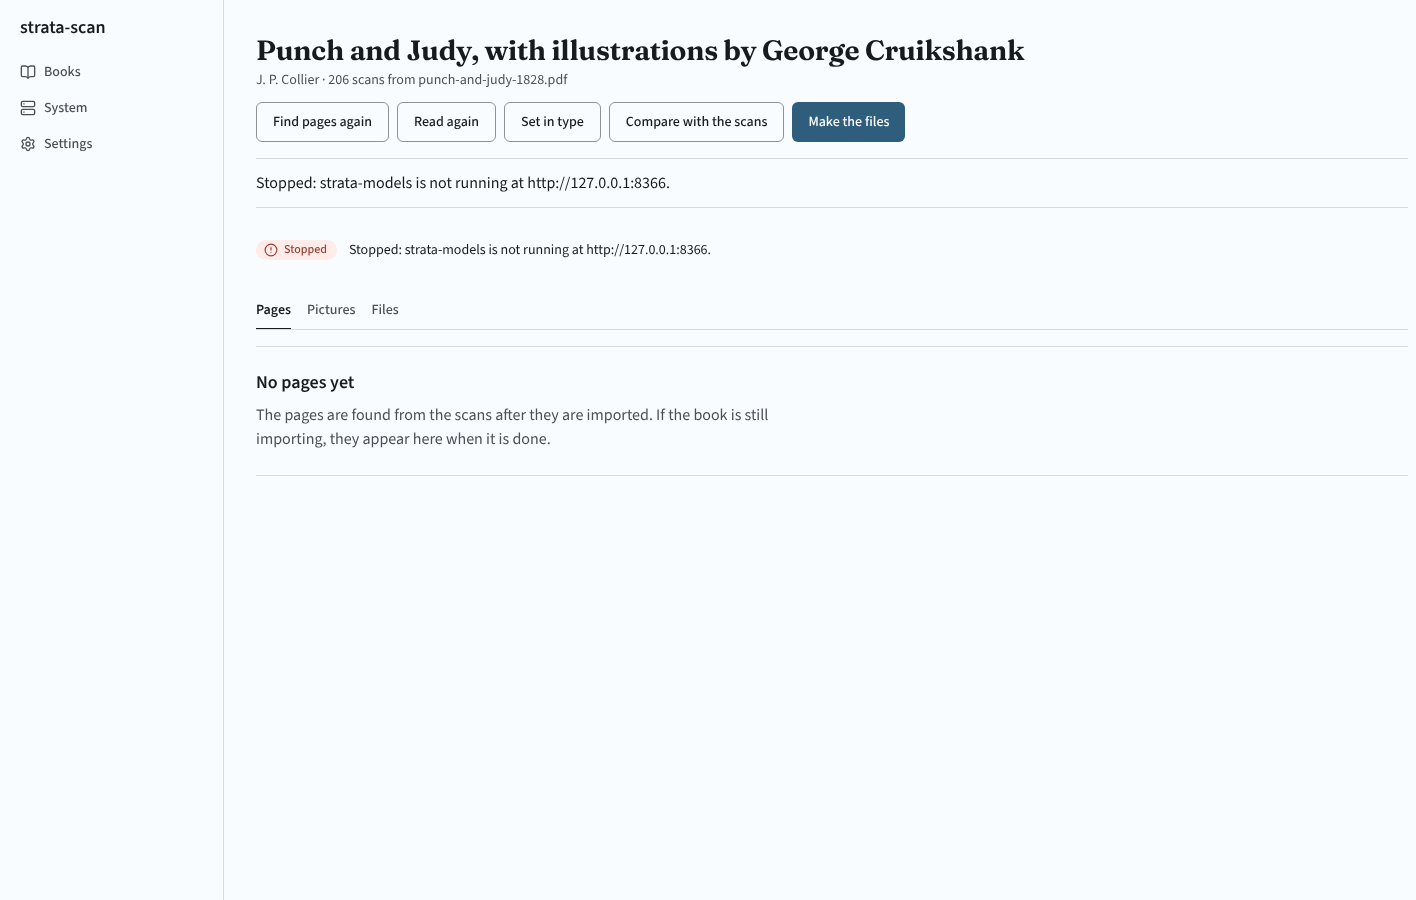 strata-scan
Books
System
Settings
Punch and Judy, with illustrations by George Cruikshank
J. P. Collier · 206 scans from punch-and-judy-1828.pdf
Find pages again
Read again
Set in type
Compare with the scans
Make the files
Stopped: strata-models is not running at http://127.0.0.1:8366.
Stopped
Stopped: strata-models is not running at http://127.0.0.1:8366.
Pages
Pictures
Files
No pages yet
The pages are found from the scans after they are imported. If the book is still
importing, they appear here when it is done.